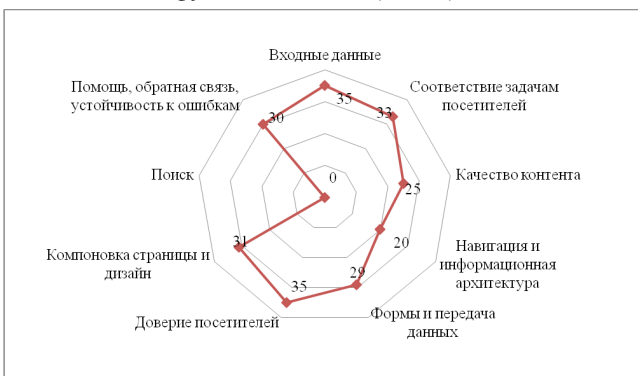 Входные данные
Помощь, обратная связь,
устойчивость к ошибкам
Соответствие задачам
посетителей
35
33
30
Поиск
0
Качество контента
25
31
20
Компоновка страницы и
дизайн
Навигация и
информационная
архитектура
29
35
Доверие посетителей
Формы и передача
данных